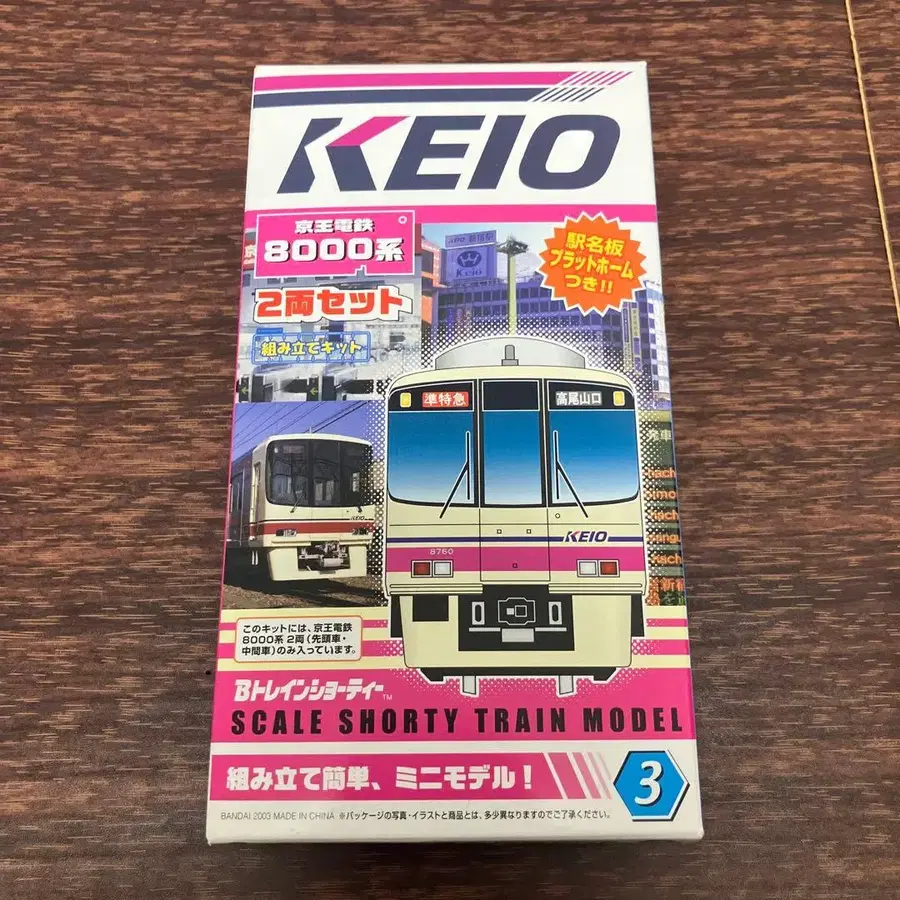 KEIO
京王電鉄
8000系
2両セット
組み立てキット
駅名板
プラットホーム
つき!!
Keio
準特急
高尾山口
KEIO
8760
KEIO
このキットには、京王電鉄
8000系 2両(先頭車・
中間車)のみ入っています。
Bトレインショーティー™
SCALE SHORTY TRAIN MODEL
組み立て簡単、ミニモデル!
3
BANDAI 2003 MADE IN CHINA ※パッケージの写真・イラストと商品とは、多少異なりますのでご了承ください。